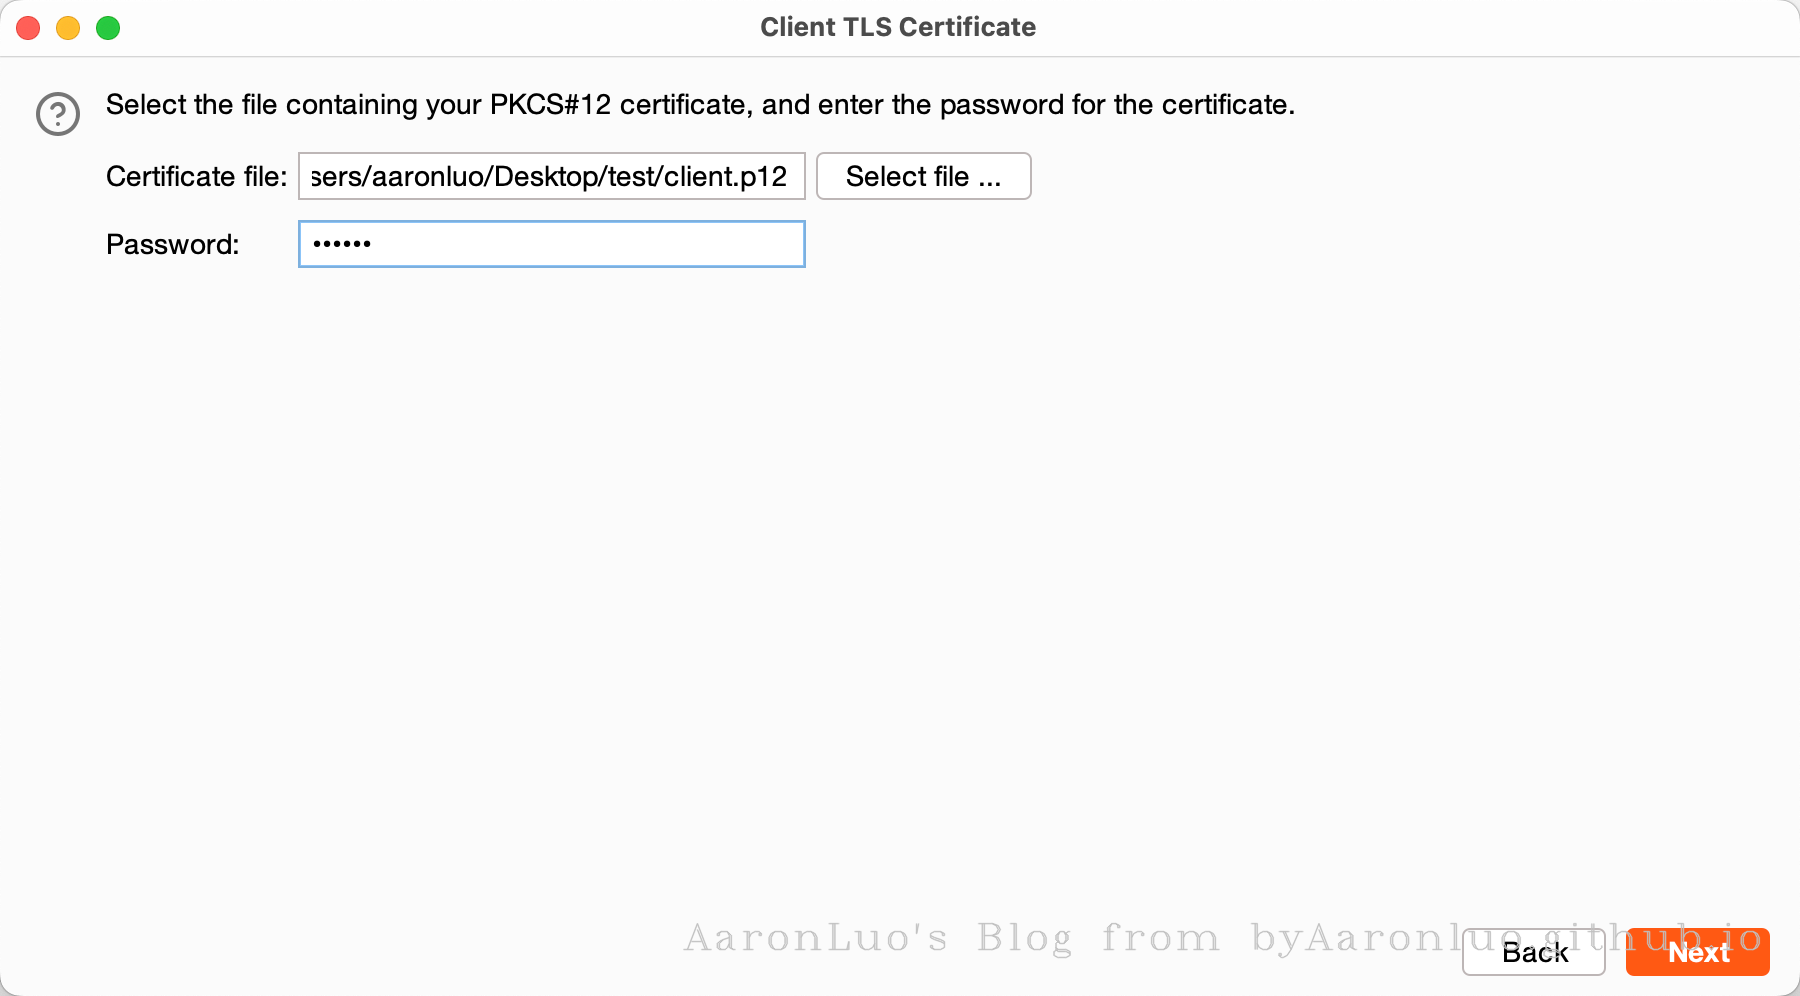 Client TLS Certificate
Select the file containing your PKCS#12 certificate, and enter the password for the certificate.
Certificate file: sers/aaronluo/Desktop/test/client.p12 Select file ...
Password: ••••••
AaronLuo's Blog from byAaronluo.github.io
Back Next